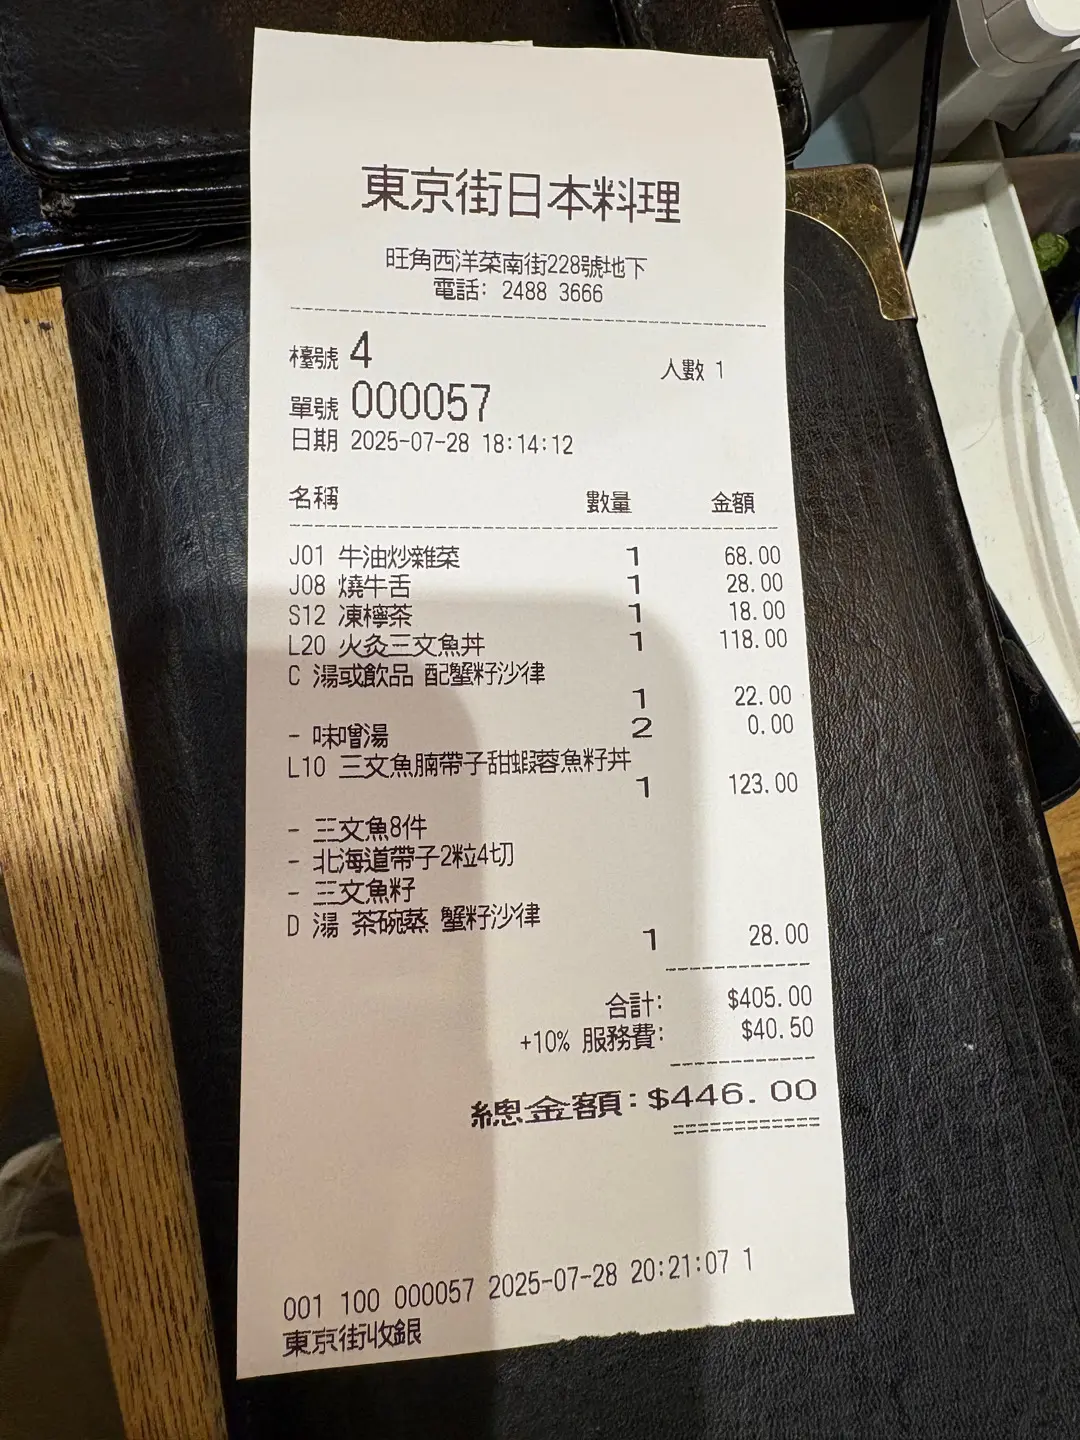 東京街日本料理
旺角西洋菜南街228號地下
電話: 2488 3666
檯號 4 人數 1
單號 000057
日期 2025-07-28 18:14:12
名稱 數量 金額
J01 牛油炒雜菜 1 68.00
J08 燒牛舌 1 28.00
S12 凍檸茶 1 18.00
L20 火灸三文魚丼 1 118.00
C 湯或飲品 配蟹籽沙律
1 22.00
- 味噌湯 2 0.00
L10 三文魚腩帶子甜蝦蓉魚籽丼
1 123.00
- 三文魚8件
- 北海道帶子2粒4切
- 三文魚籽
D 湯 茶碗蒸 蟹籽沙律
1 28.00
合計: $405.00
+10% 服務費: $40.50
總金額: $446.00
001 100 000057 2025-07-28 20:21:07 1
東京街收銀